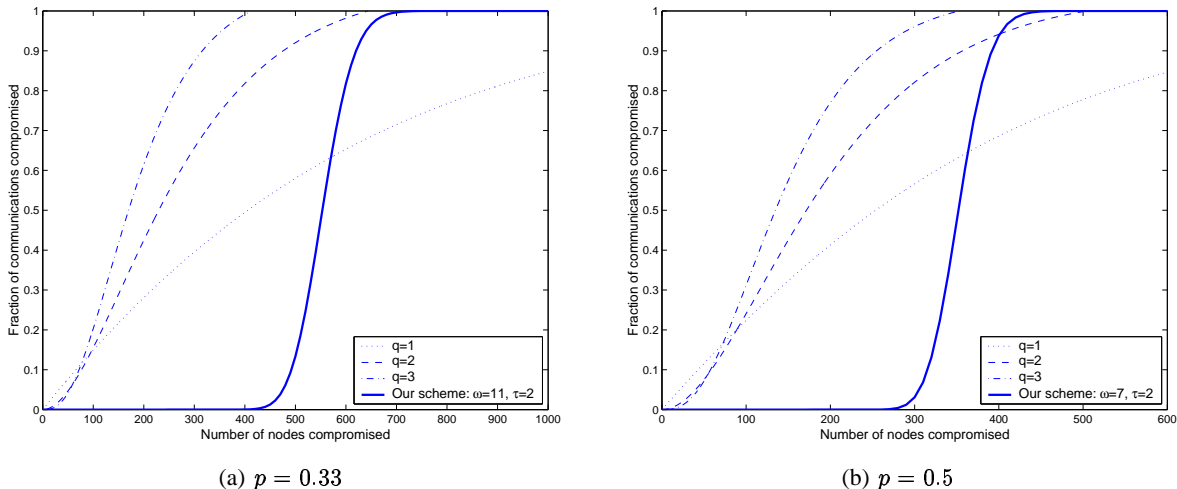 1
0.9
0.8
0.7
0.6
0.5
0.4
0.3
0.2
0.1
0
Fraction of communications compromised
0 100 200 300 400 500 600 700 800 900 1000
Number of nodes compromised
q=1
q=2
q=3
Our scheme: ω=11, τ=2
(a) p = 0.33
1
0.9
0.8
0.7
0.6
0.5
0.4
0.3
0.2
0.1
0
Fraction of communications compromised
0 100 200 300 400 500 600
Number of nodes compromised
q=1
q=2
q=3
Our scheme: ω=7, τ=2
(b) p = 0.5